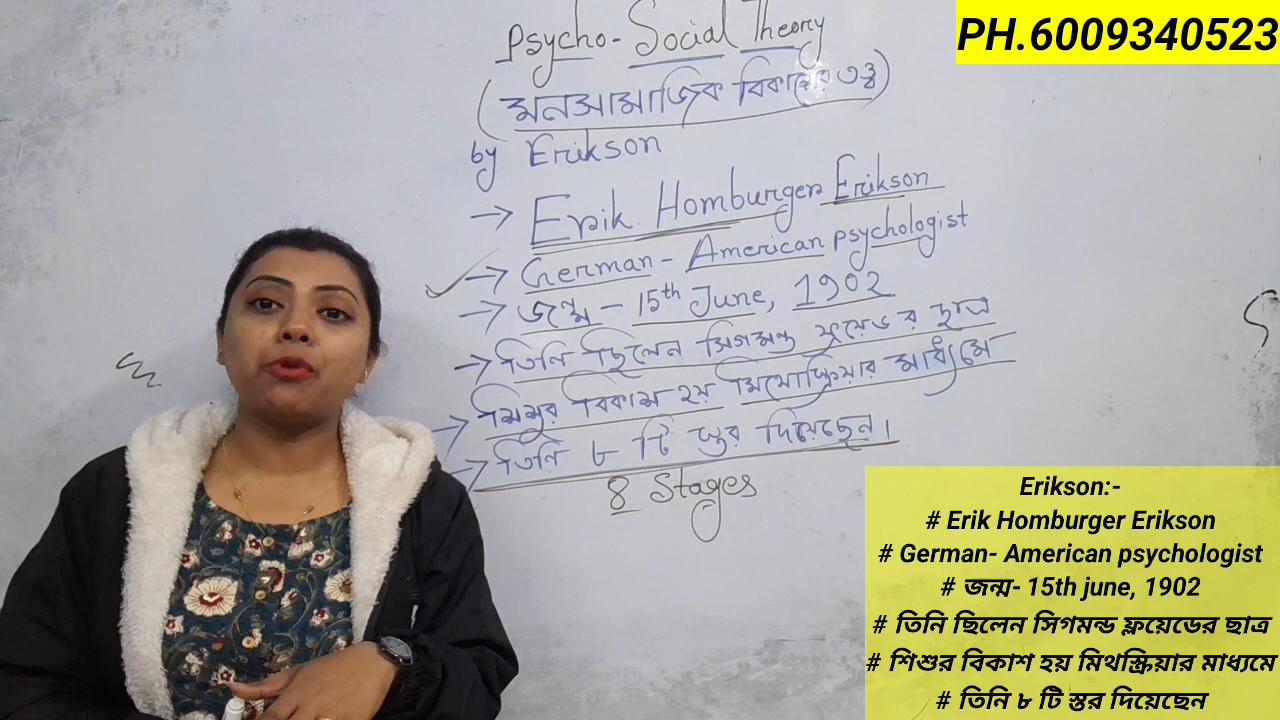 PH.6009340523
Psycho-Social Theory
(মনসামাজিক বিকাশের তত্ত্ব)
by Erikson
→ Erik Homburger Erikson
→ German - American psychologist
→ জন্ম - 15th June, 1902
→ তিনি ছিলেন সিগমন্ড ফ্রয়েড র ছাত্র
→ শিশুর বিকাশ হয় মিথোস্ক্রিয়ার মাধ্যমে
→ তিনি ৮ টি স্তর দিয়েছেন।
8 Stages
Erikson:-
# Erik Homburger Erikson
# German- American psychologist
# জন্ম- 15th june, 1902
# তিনি ছিলেন সিগমন্ড ফ্লয়েডের ছাত্র
# শিশুর বিকাশ হয় মিথস্ক্রিয়ার মাধ্যমে
# তিনি ৮ টি স্তর দিয়েছেন